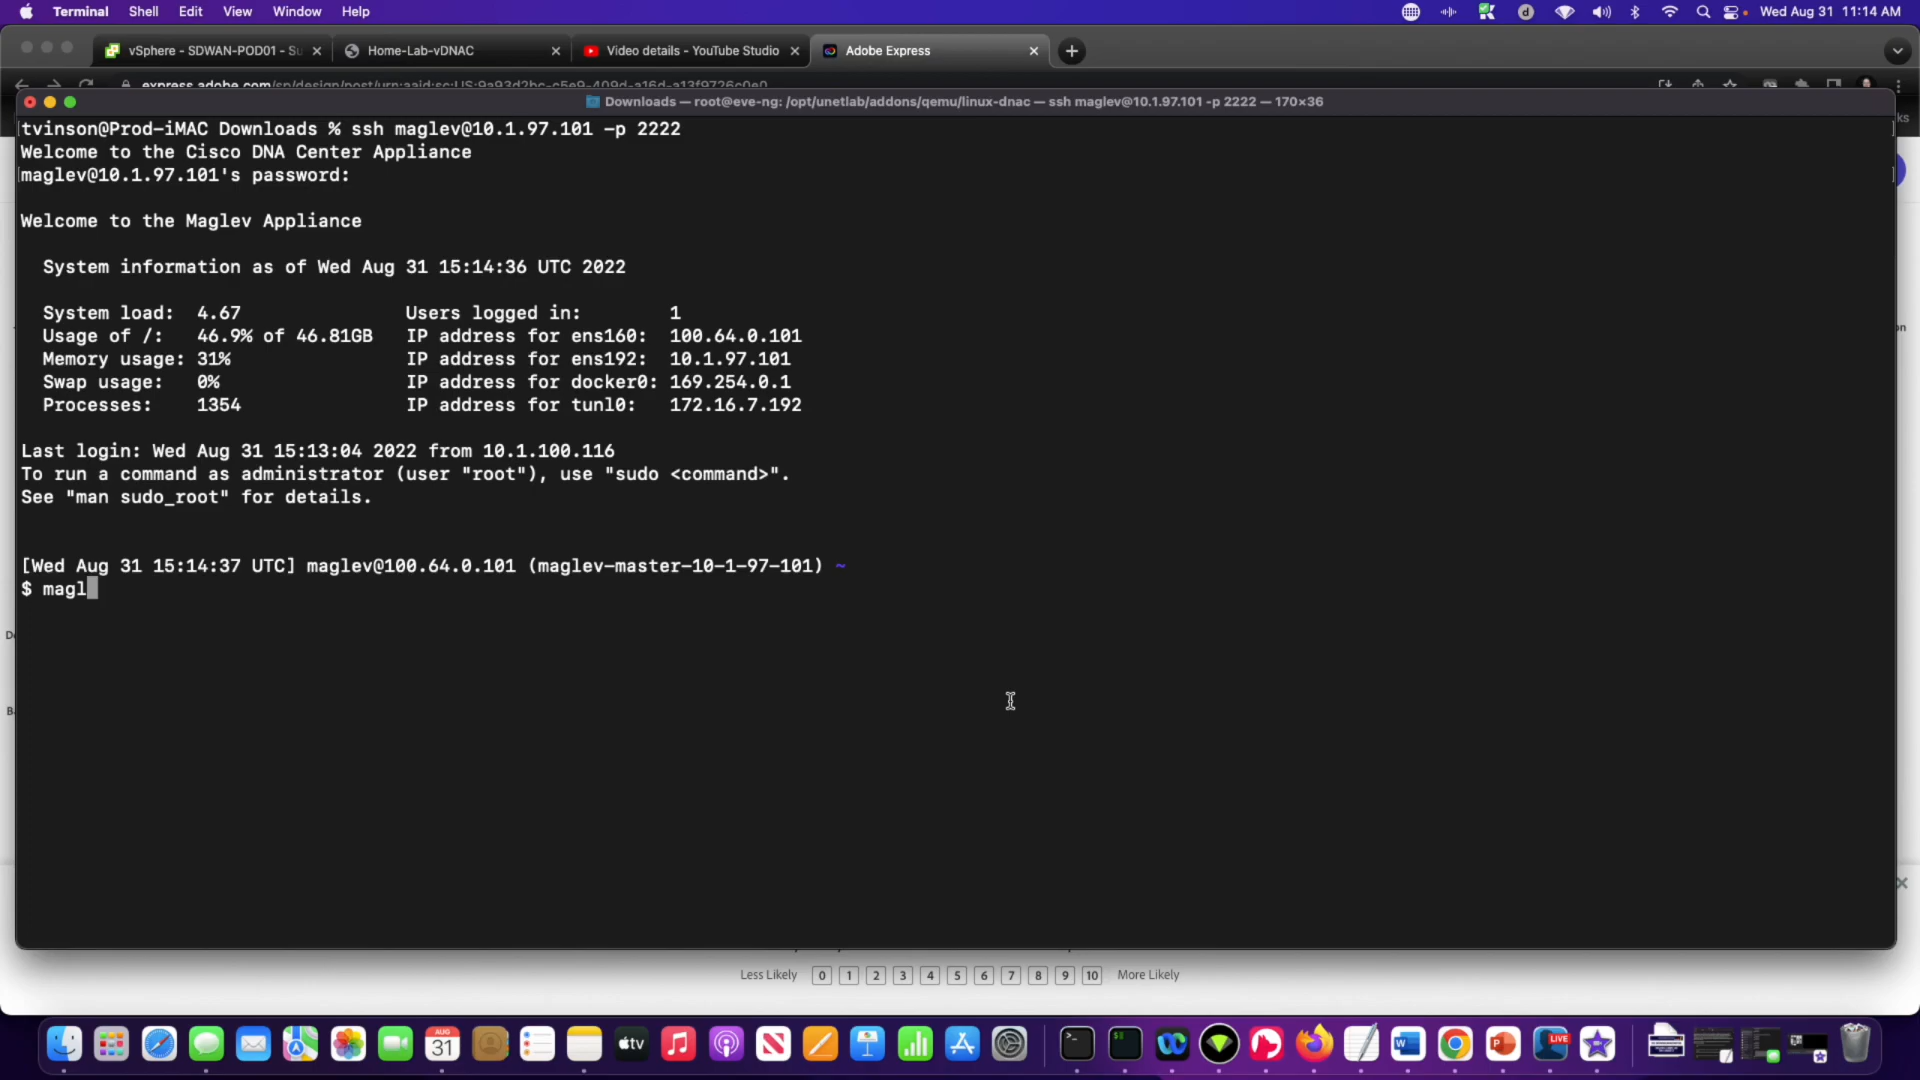 Terminal Shell Edit View Window Help Wed Aug 31 11:14 AM
vSphere - SDWAN-POD01 - Su Home-Lab-vDNAC Video details - YouTube Studio Adobe Express
Downloads — root@eve-ng: /opt/unetlab/addons/qemu/linux-dnac — ssh maglev@10.1.97.101 -p 2222 — 170×36
tvinson@Prod-iMAC Downloads % ssh maglev@10.1.97.101 -p 2222
Welcome to the Cisco DNA Center Appliance
maglev@10.1.97.101's password:
Welcome to the Maglev Appliance
System information as of Wed Aug 31 15:14:36 UTC 2022
System load: 4.67 Users logged in: 1
Usage of /: 46.9% of 46.81GB IP address for ens160: 100.64.0.101
Memory usage: 31% IP address for ens192: 10.1.97.101
Swap usage: 0% IP address for docker0: 169.254.0.1
Processes: 1354 IP address for tunl0: 172.16.7.192
Last login: Wed Aug 31 15:13:04 2022 from 10.1.100.116
To run a command as administrator (user "root"), use "sudo <command>".
See "man sudo_root" for details.
[Wed Aug 31 15:14:37 UTC] maglev@100.64.0.101 (maglev-master-10-1-97-101) ~
$ magl
Less Likely 0 1 2 3 4 5 6 7 8 9 10 More Likely
AUG
31
tv
LIVE